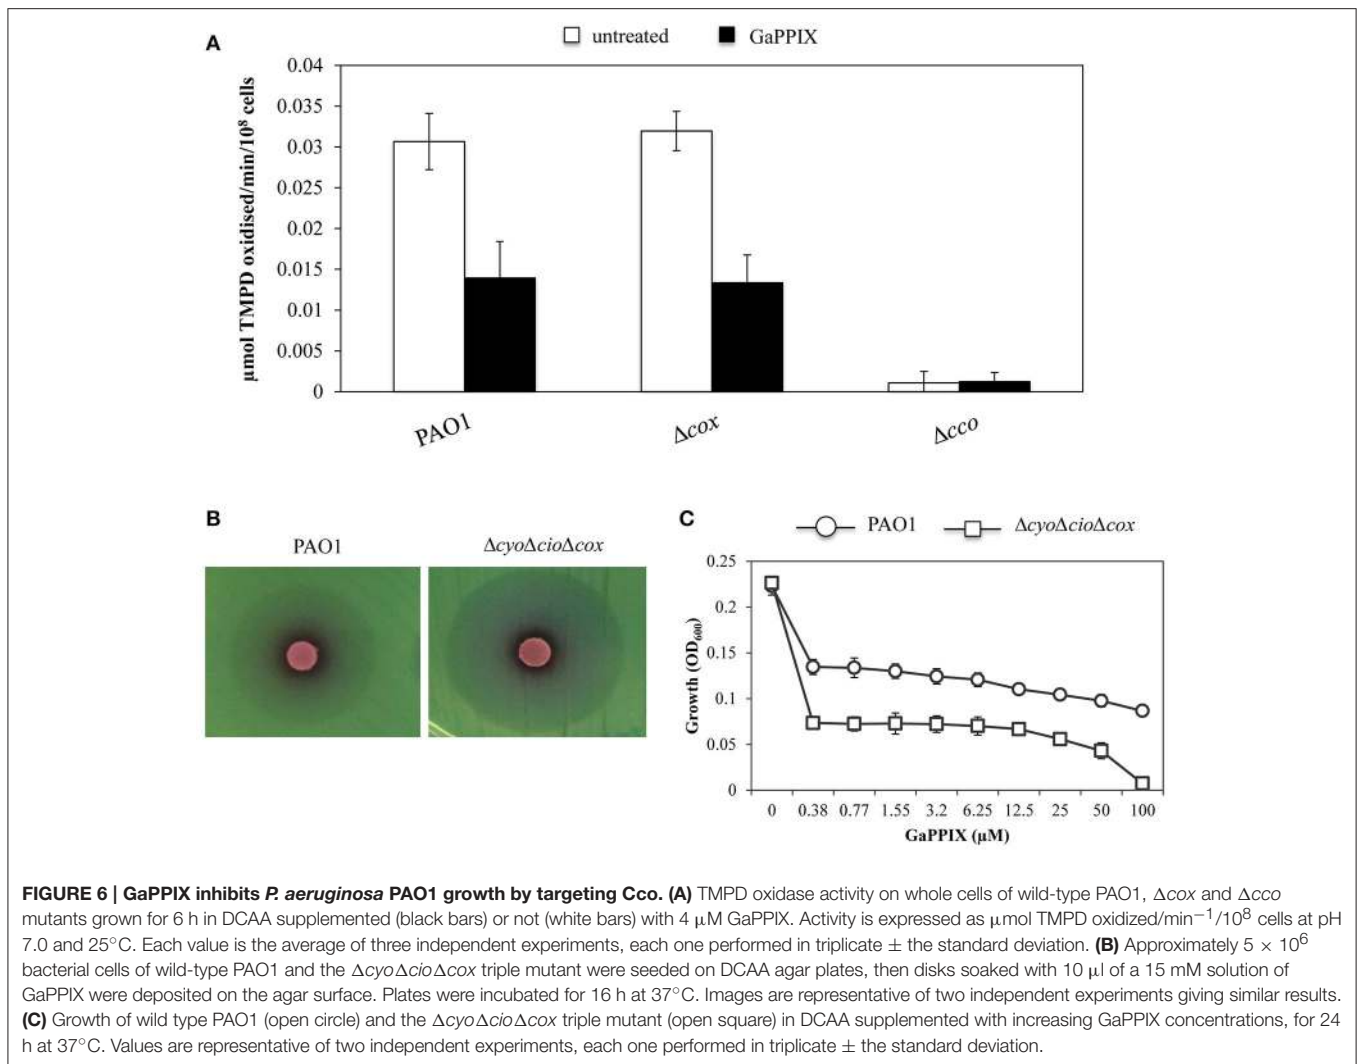 A
untreated GaPPIX
0.04
0.035
0.03
0.025
0.02
0.015
0.01
0.005
0
µmol TMPD oxidised/min/10⁸ cells
PAO1 Δcox Δcco
B
PAO1 ΔcyoΔcioΔcox
C
PAO1 ΔcyoΔcioΔcox
0.25
0.2
0.15
0.1
0.05
0
Growth (OD₆₀₀)
0 0.38 0.77 1.55 3.2 6.25 12.5 25 50 100
GaPPIX (µM)
FIGURE 6 | GaPPIX inhibits P. aeruginosa PAO1 growth by targeting Cco. (A) TMPD oxidase activity on whole cells of wild-type PAO1, Δcox and Δcco
mutants grown for 6 h in DCAA supplemented (black bars) or not (white bars) with 4 µM GaPPIX. Activity is expressed as µmol TMPD oxidized/min⁻¹/10⁸ cells at pH
7.0 and 25°C. Each value is the average of three independent experiments, each one performed in triplicate ± the standard deviation. (B) Approximately 5 × 10⁶
bacterial cells of wild-type PAO1 and the ΔcyoΔcioΔcox triple mutant were seeded on DCAA agar plates, then disks soaked with 10 µl of a 15 mM solution of
GaPPIX were deposited on the agar surface. Plates were incubated for 16 h at 37°C. Images are representative of two independent experiments giving similar results.
(C) Growth of wild type PAO1 (open circle) and the ΔcyoΔcioΔcox triple mutant (open square) in DCAA supplemented with increasing GaPPIX concentrations, for 24
h at 37°C. Values are representative of two independent experiments, each one performed in triplicate ± the standard deviation.